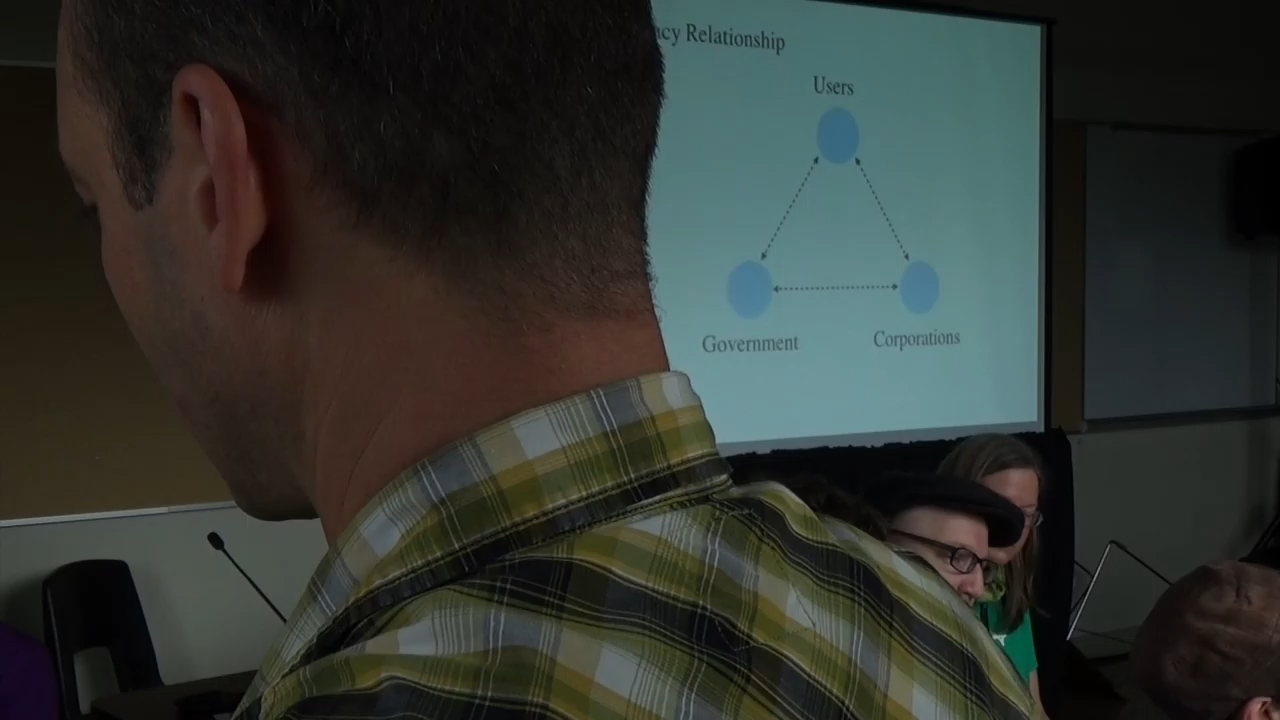 acy Relationship
Users
Government
Corporations